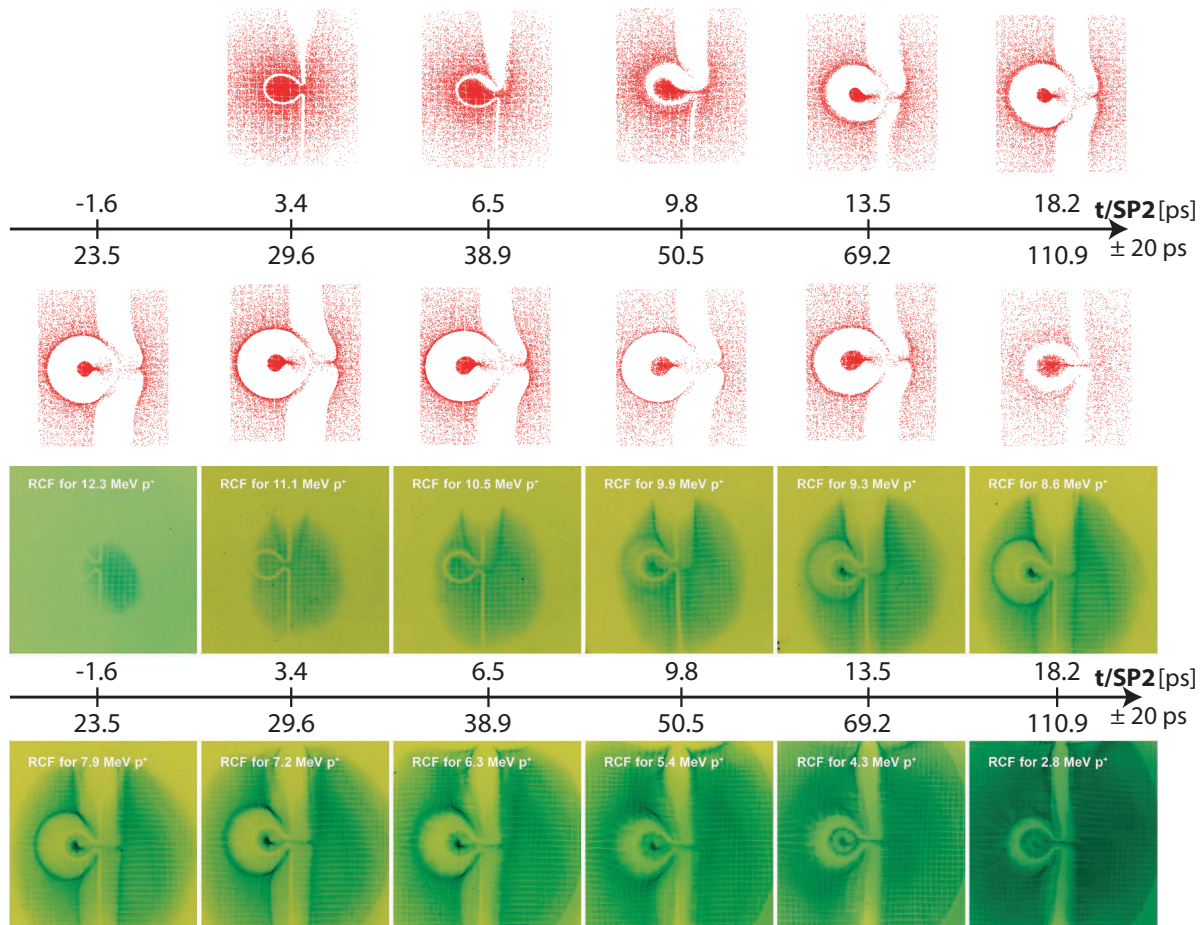 -1.6 3.4 6.5 9.8 13.5 18.2 t/SP2 [ps]
23.5 29.6 38.9 50.5 69.2 110.9 ± 20 ps
RCF for 12.3 MeV p⁺ RCF for 11.1 MeV p⁺ RCF for 10.5 MeV p⁺ RCF for 9.9 MeV p⁺ RCF for 9.3 MeV p⁺ RCF for 8.6 MeV p⁺
-1.6 3.4 6.5 9.8 13.5 18.2 t/SP2 [ps]
23.5 29.6 38.9 50.5 69.2 110.9 ± 20 ps
RCF for 7.9 MeV p⁺ RCF for 7.2 MeV p⁺ RCF for 6.3 MeV p⁺ RCF for 5.4 MeV p⁺ RCF for 4.3 MeV p⁺ RCF for 2.8 MeV p⁺